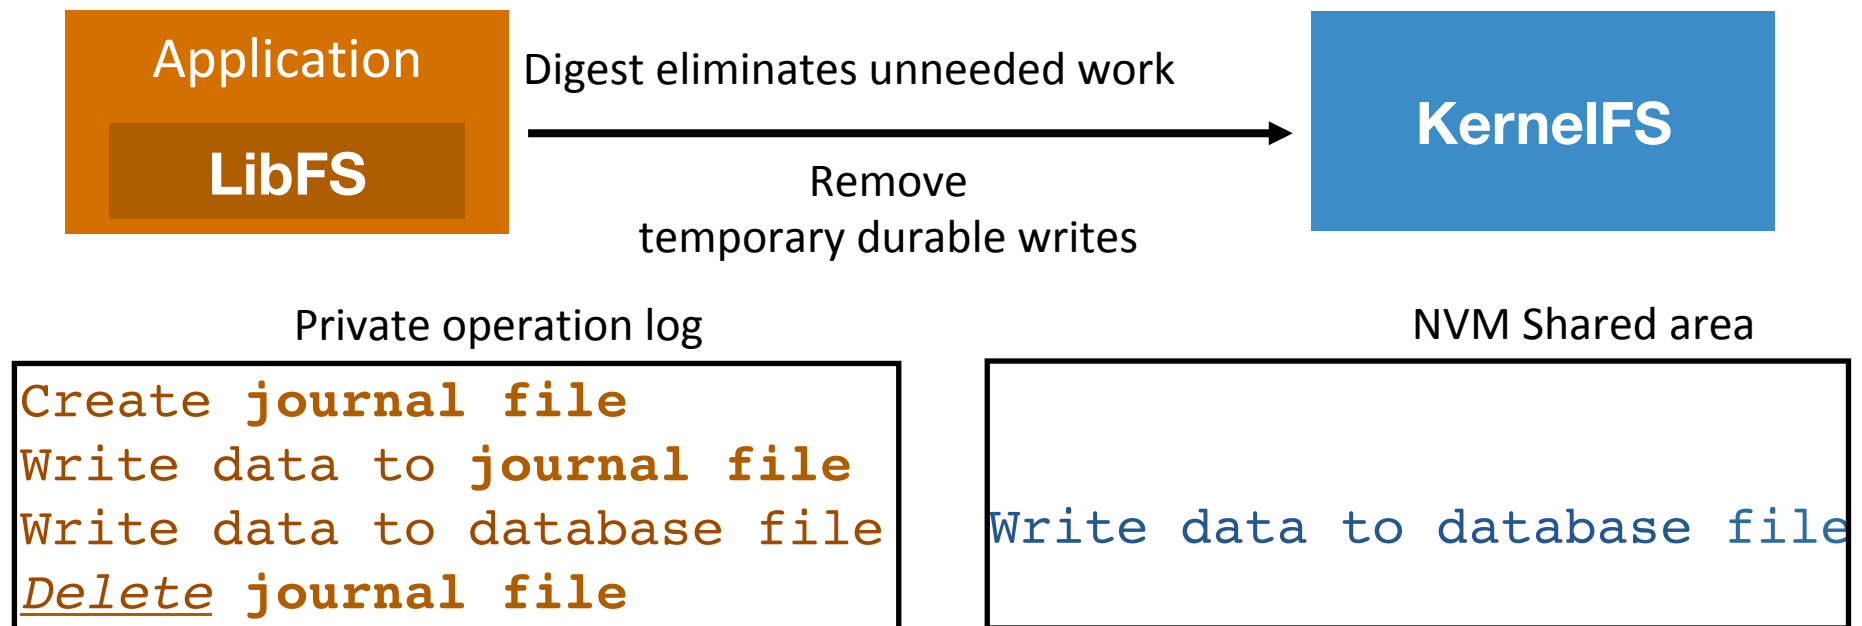 Application
LibFS
Digest eliminates unneeded work
Remove
temporary durable writes
KernelFS
Private operation log
Create journal file
Write data to journal file
Write data to database file
Delete journal file
NVM Shared area
Write data to database file